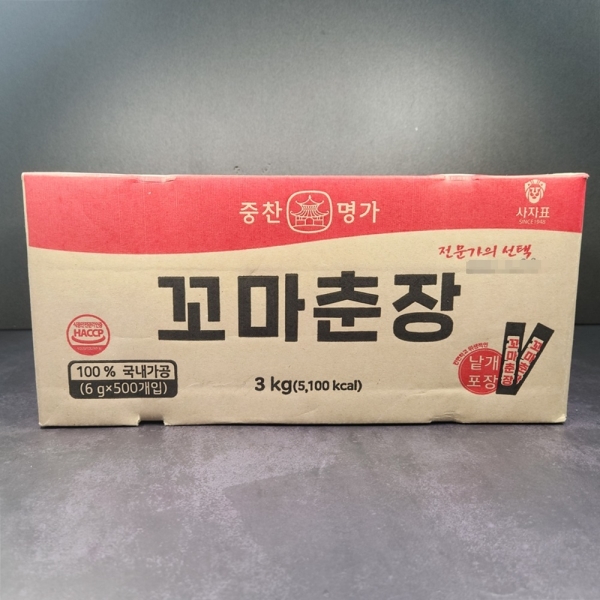 중찬 명가
사자표
SINCE 1948
전문가의 선택
꼬마춘장
HACCP
100 % 국내가공
(6 g×500개입)
3 kg(5,100 kcal)
낱개
포장
꼬마춘장
꼬마춘장